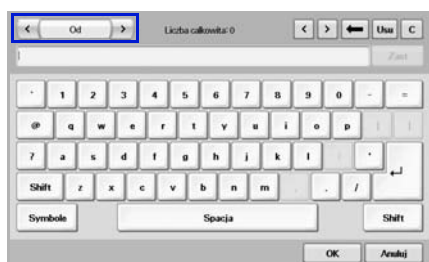 < Od > Liczba całkowita: 0 < > Usu C
Zast
1 2 3 4 5 6 7 8 9 0 - =
@ q w e r t y u i o p [ ]
? a s d f g h j k l
Shift z x c v b n m . /
Symbole Spacja Shift
OK Anuluj